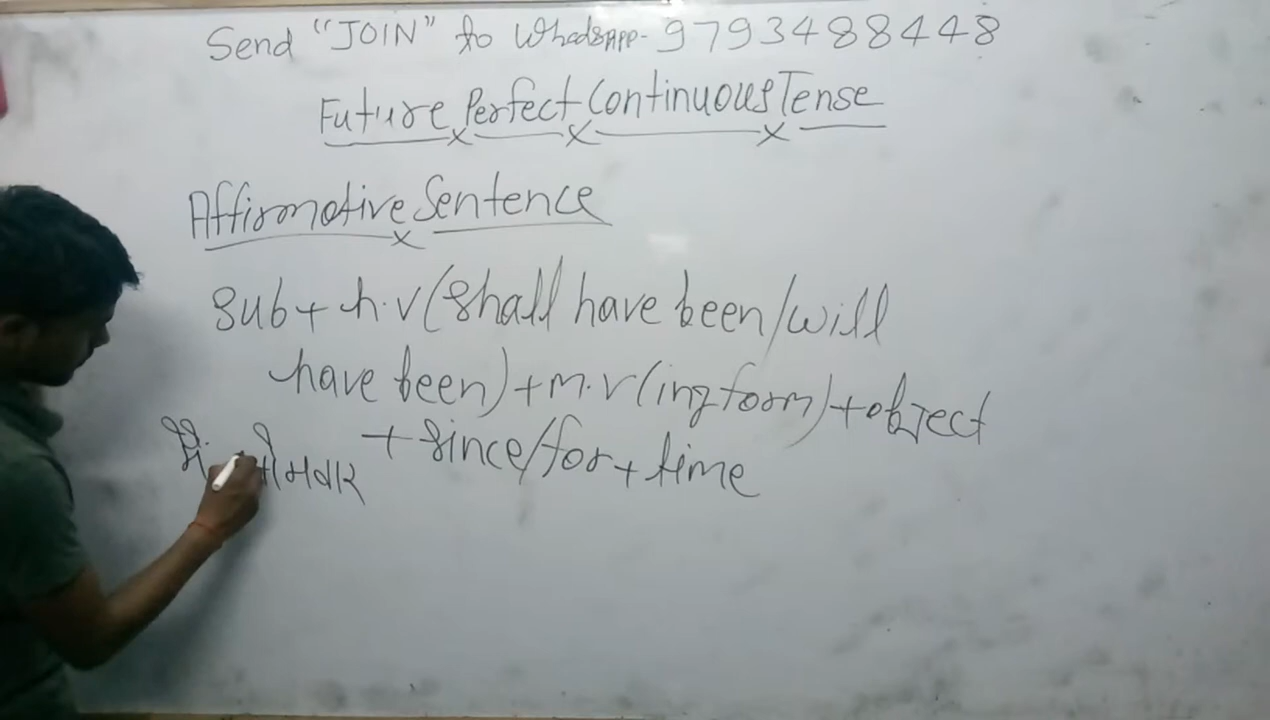 Send "JOIN" to WhatsApp- 9793488448
Future Perfect Continuous Tense
Affirmative Sentence
Sub + h.v (shall have been/will
have been) + m.v (ing form) + object
+ since/for + time
मैं सोमवार